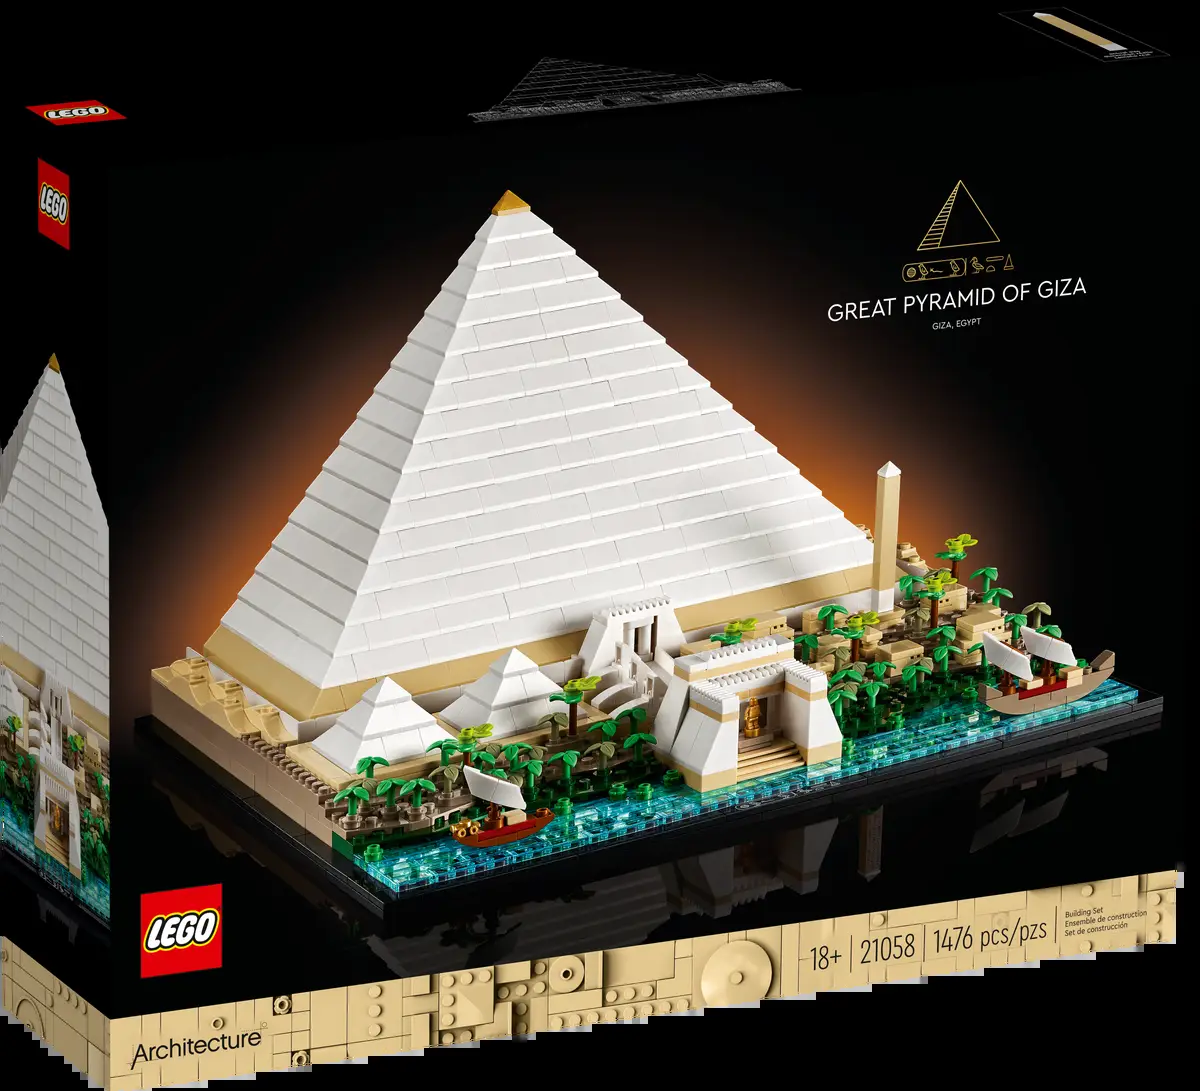 LEGO
LEGO
GREAT PYRAMID OF GIZA
GIZA, EGYPT
LEGO
18+
21058
1476 pcs/pzs
Building Set
Ensemble de construction
Set de construcción
Architecture